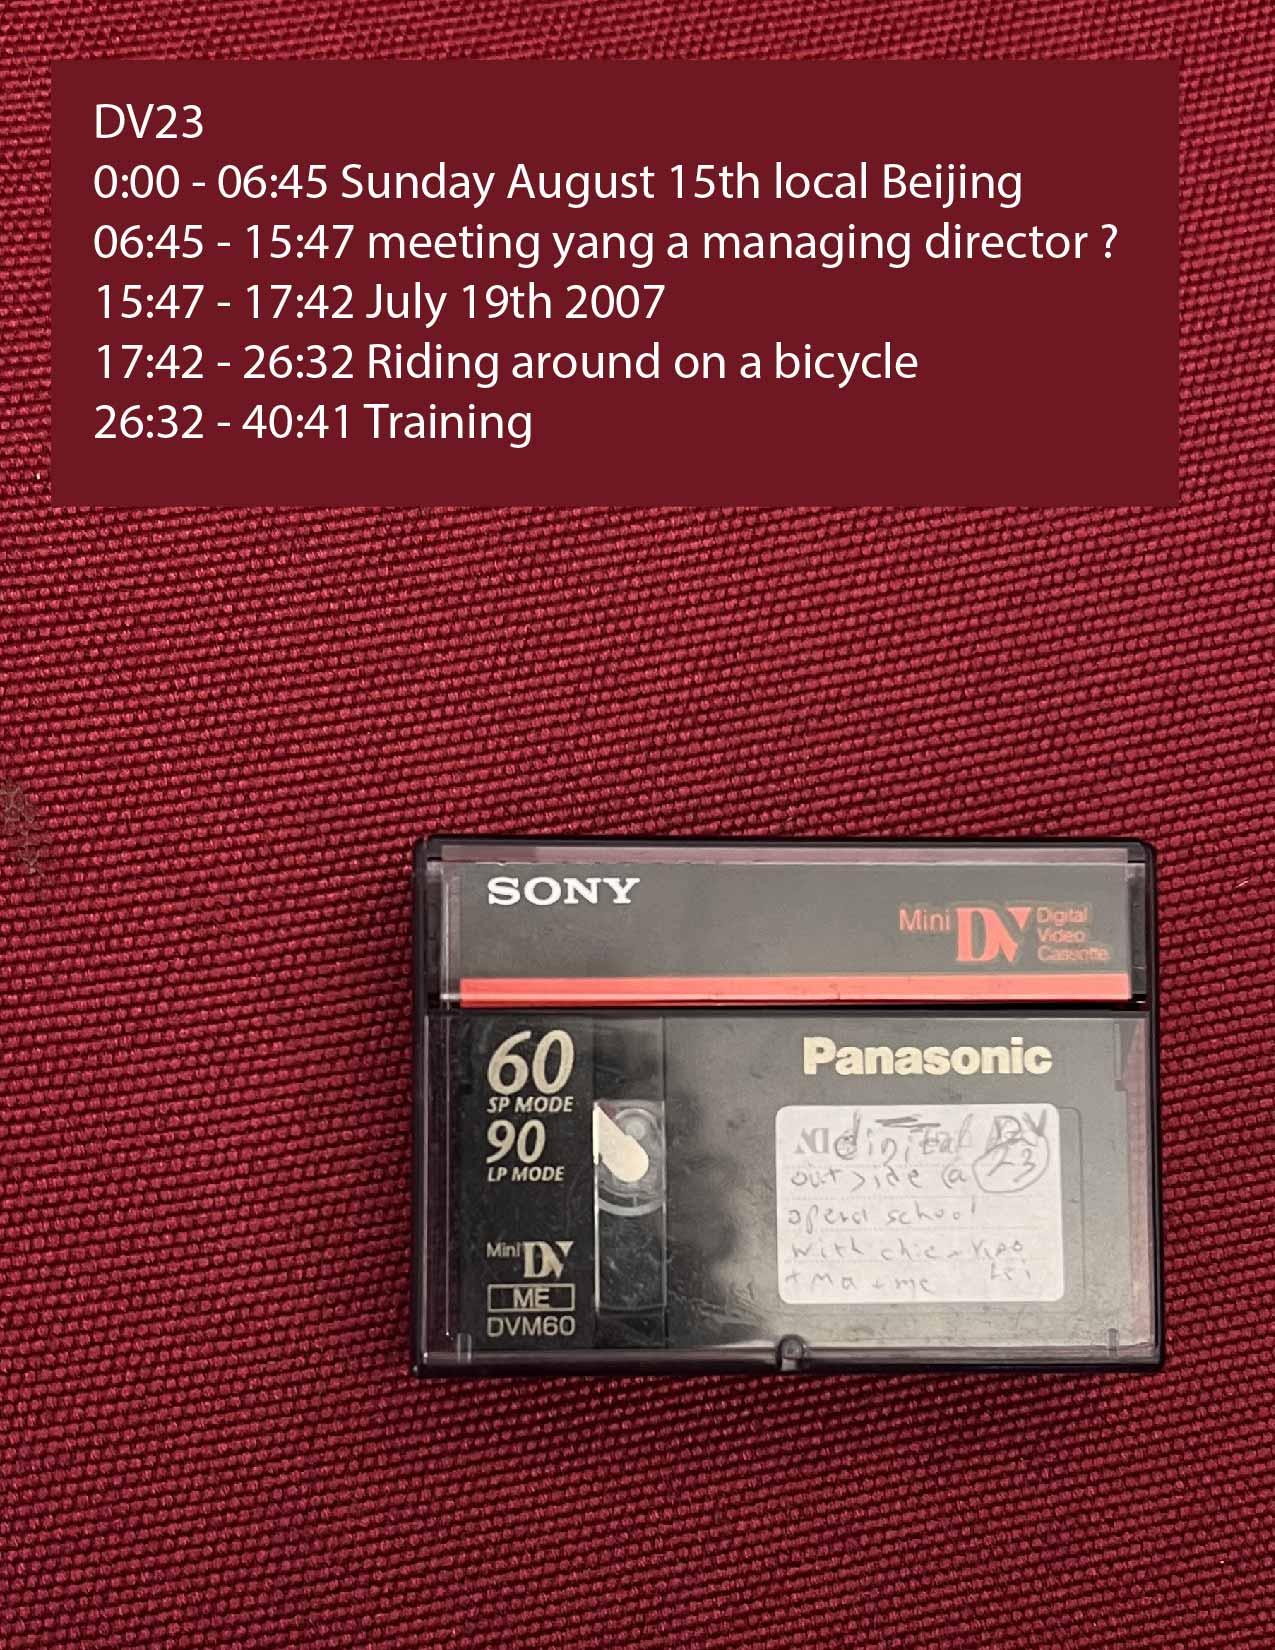 DV23
0:00 - 06:45 Sunday August 15th local Beijing
06:45 - 15:47 meeting yang a managing director ?
15:47 - 17:42 July 19th 2007
17:42 - 26:32 Riding around on a bicycle
26:32 - 40:41 Training
SONY
Mini DV Digital
Video
Cassette
60
SP MODE
90
LP MODE
Mini DV
ME
DVM60
Panasonic
digital DV
outside @ 23
opera school
with
+ Ma + me Lei